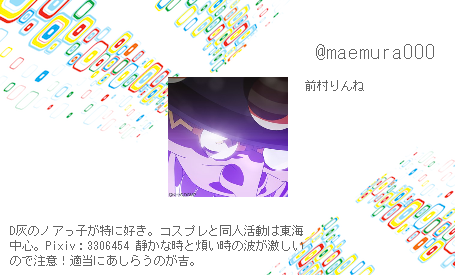 @maemura000
前村りんね
D灰のノアっ子が特に好き。コスプレと同人活動は東海
中心。Pixiv：3306454 静かな時と煩い時の波が激しい
ので注意！適当にあしらうのが吉。